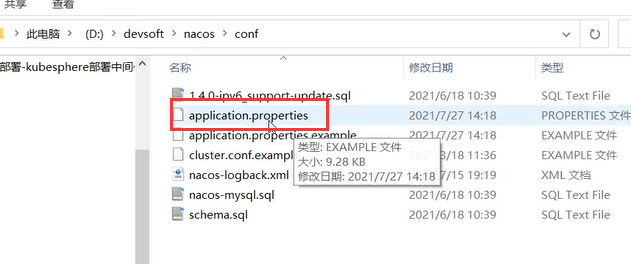 共享 查看
此电脑 (D:) devsoft nacos conf
部署-kubesphere部署中间
名称 修改日期 类型
1.4.0-ipv6_support-update.sql 2021/6/18 10:39 SQL Text File
application.properties 2021/7/27 14:18 PROPERTIES 文件
application.properties.example 2021/7/27 14:18 EXAMPLE 文件
cluster.conf.example /18 11:36 EXAMPLE 文件
nacos-logback.xml /15 19:19 XML 文档
nacos-mysql.sql 2021/6/18 10:39 SQL Text File
schema.sql 2021/6/18 10:39 SQL Text File
类型: EXAMPLE 文件
大小: 9.28 KB
修改日期: 2021/7/27 14:18